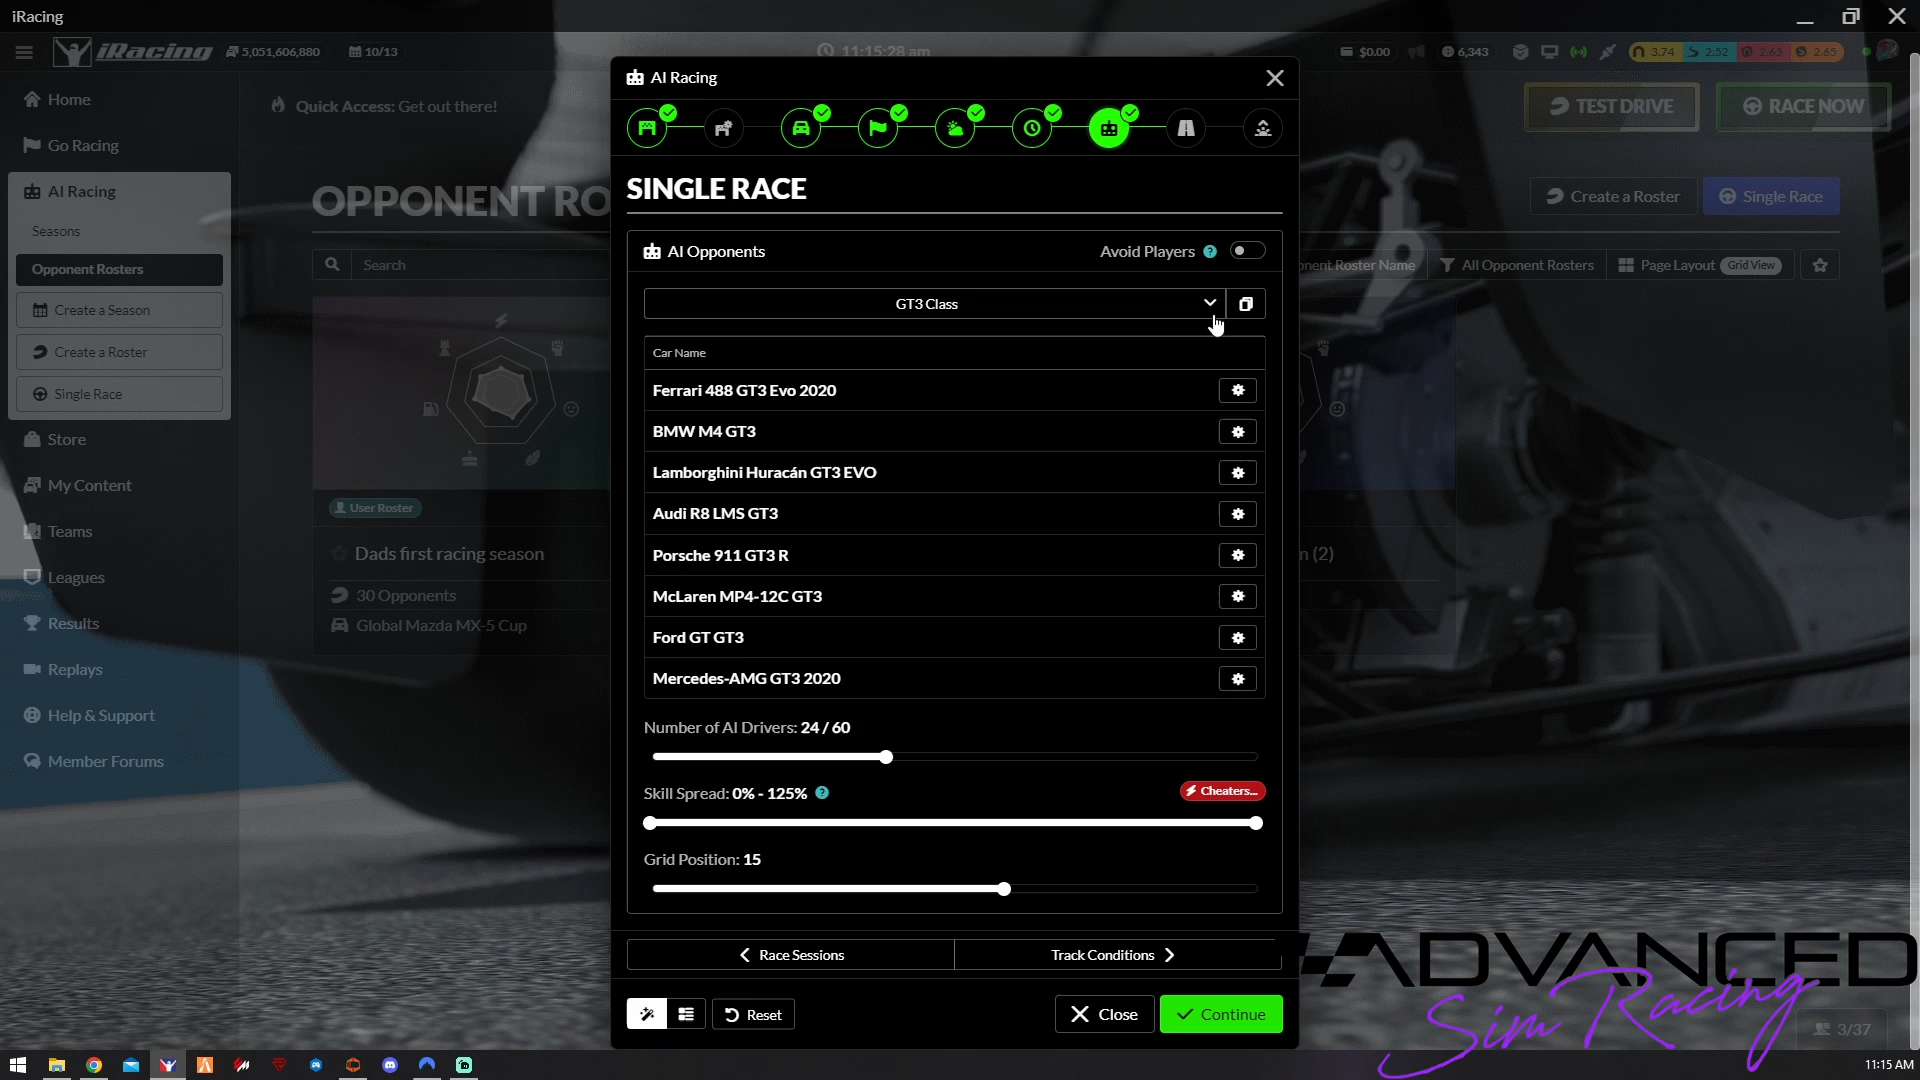 iRacing
iRacing
5,051,606,880
10/13
11:15:28 am
$0.00
6,343
3.74
2.52
2.65
2.65
Home
Go Racing
AI Racing
Seasons
Opponent Rosters
Create a Season
Create a Roster
Single Race
Store
My Content
Teams
Leagues
Results
Replays
Help & Support
Member Forums
Quick Access: Get out there!
TEST DRIVE
RACE NOW
OPPONENT RO
Create a Roster
Single Race
Search
nent Roster Name
All Opponent Rosters
Page Layout
Grid View
User Roster
Dads first racing season
n (2)
30 Opponents
Global Mazda MX-5 Cup
AI Racing
SINGLE RACE
AI Opponents
Avoid Players ?
GT3 Class
Car Name
Ferrari 488 GT3 Evo 2020
BMW M4 GT3
Lamborghini Huracán GT3 EVO
Audi R8 LMS GT3
Porsche 911 GT3 R
McLaren MP4-12C GT3
Ford GT GT3
Mercedes-AMG GT3 2020
Number of AI Drivers: 24 / 60
Skill Spread: 0% - 125% ?
Cheaters...
Grid Position: 15
Race Sessions
Track Conditions
Reset
Close
Continue
ADVANCED
Sim Racing
3/37
11:15 AM